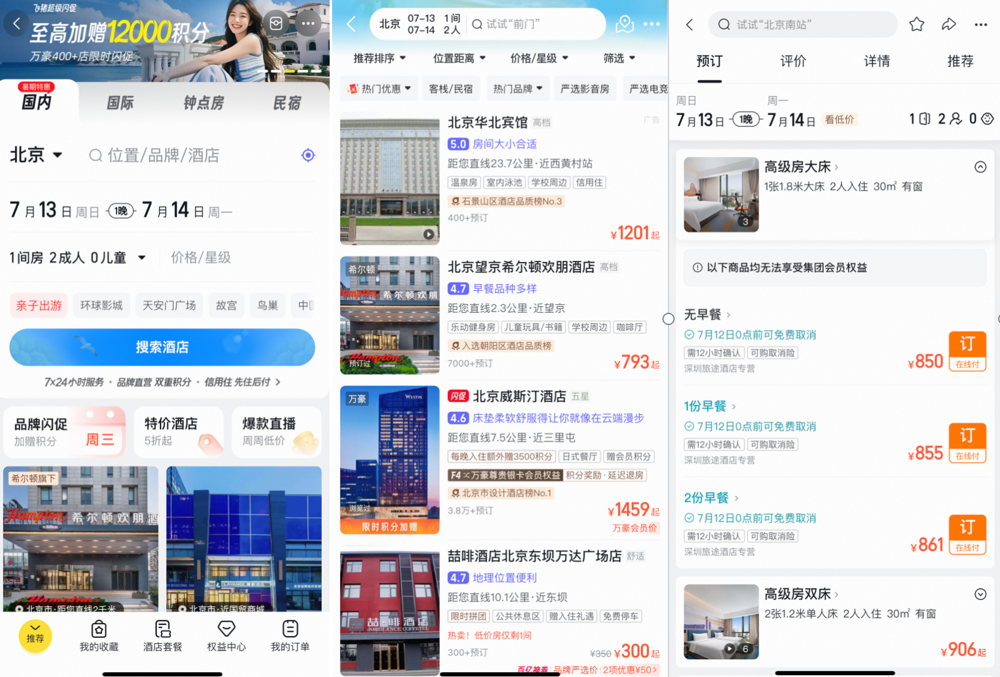 飞猪超级闪促
至高加赠12000积分
万豪400+店限时闪促
暑期特惠
国内
国际
钟点房
民宿
北京
位置/品牌/酒店
7月13日 周日 1晚 7月14日 周一
1间房 2成人 0儿童
价格/星级
亲子出游
环球影城
天安门广场
故宫
鸟巢
搜索酒店
7x24小时服务 · 品牌直营 双重积分 · 信用住 先住后付
品牌闪促
加赠积分
周三
特价酒店
5折起
爆款直播
周周低价
希尔顿旗下
Hampton
by Hilton
希尔顿欢朋酒
北京市·距您直线2千米
LAVANDE
北京市·近国贸商城
推荐
我的收藏
酒店套餐
权益中心
我的订单
北京
07-13
07-14
1间
2人
试试“前门”
推荐排序
位置距离
价格/星级
筛选
热门优惠
客栈/民宿
热门品牌
严选影音房
严选电竞
北京华北宾馆 高档
广告
5.0 房间大小合适
距您直线23.7公里·近西黄村站
温泉房 室内泳池 学校周边 信用住
石景山区酒店品质榜No.3
400+预订
¥1201起
希尔顿
Hampton
by Hilton
希尔顿欢朋
Hampton
预订过
北京望京希尔顿欢朋酒店 高档
4.7 早餐品种多样
距您直线2.3公里·近望京
乐动健身房 儿童玩具/书籍 学校周边 咖啡厅
入选朝阳区酒店品质榜
7000+预订
¥793起
万豪
WESTIN
浏览过
限时积分加赠
闪促 北京威斯汀酒店 五星
4.6 床垫柔软舒服得让你就像在云端漫步
距您直线7.5公里·近三里屯
每晚入住额外赠3500积分 日式餐厅 赠会员积分
F4 万豪尊贵银卡会员权益 积分奖励·延迟退房
北京市设计酒店榜No.1
3.8万+预订
¥1459起
万豪会员价
喆·啡 酒店
JAMES JOYCE COFFETEL
喆啡酒店北京东坝万达广场店 舒适
4.7 地理位置便利
距您直线10.1公里·近东坝
限时拼团 公共休息区 赠入住礼遇 免费停车
热卖！低价房仅剩1间
300+预订
¥350 ¥300起
百亿神券 品牌严选价 2项优惠¥50
试试“北京南站”
预订
评价
详情
推荐
周日
周一
7月13日 1晚 7月14日 看低价
1 2 0
3
高级房大床
1张1.8米大床 2人入住 30㎡ 有窗
以下商品均无法享受集团会员权益
无早餐
7月12日0点前可免费取消
需12小时确认 可购取消险
深圳旅途酒店专营
¥850
订
在线付
1份早餐
7月12日0点前可免费取消
需12小时确认 可购取消险
深圳旅途酒店专营
¥855
订
在线付
2份早餐
7月12日0点前可免费取消
需12小时确认 可购取消险
深圳旅途酒店专营
¥861
订
在线付
6
高级房双床
2张1.2米单人床 2人入住 30㎡ 有窗
¥906起